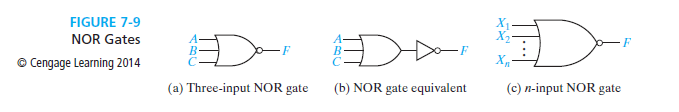 FIGURE 7-9
NOR Gates
© Cengage Learning 2014
A
B
C
F
A
B
C
F
X1
X2
Xn
F
(a) Three-input NOR gate
(b) NOR gate equivalent
(c) n-input NOR gate